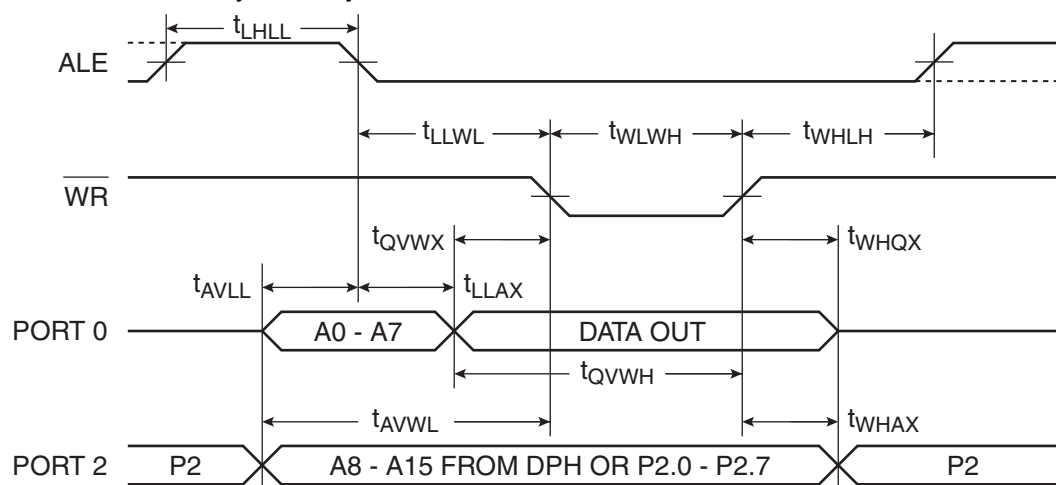 tLHLL
ALE
tLLWL tWLWH tWHLH
WR
tQVWX tWHQX
tAVLL tLLAX
PORT 0 A0 - A7 DATA OUT
tQVWH
tAVWL tWHAX
PORT 2 P2 A8 - A15 FROM DPH OR P2.0 - P2.7 P2